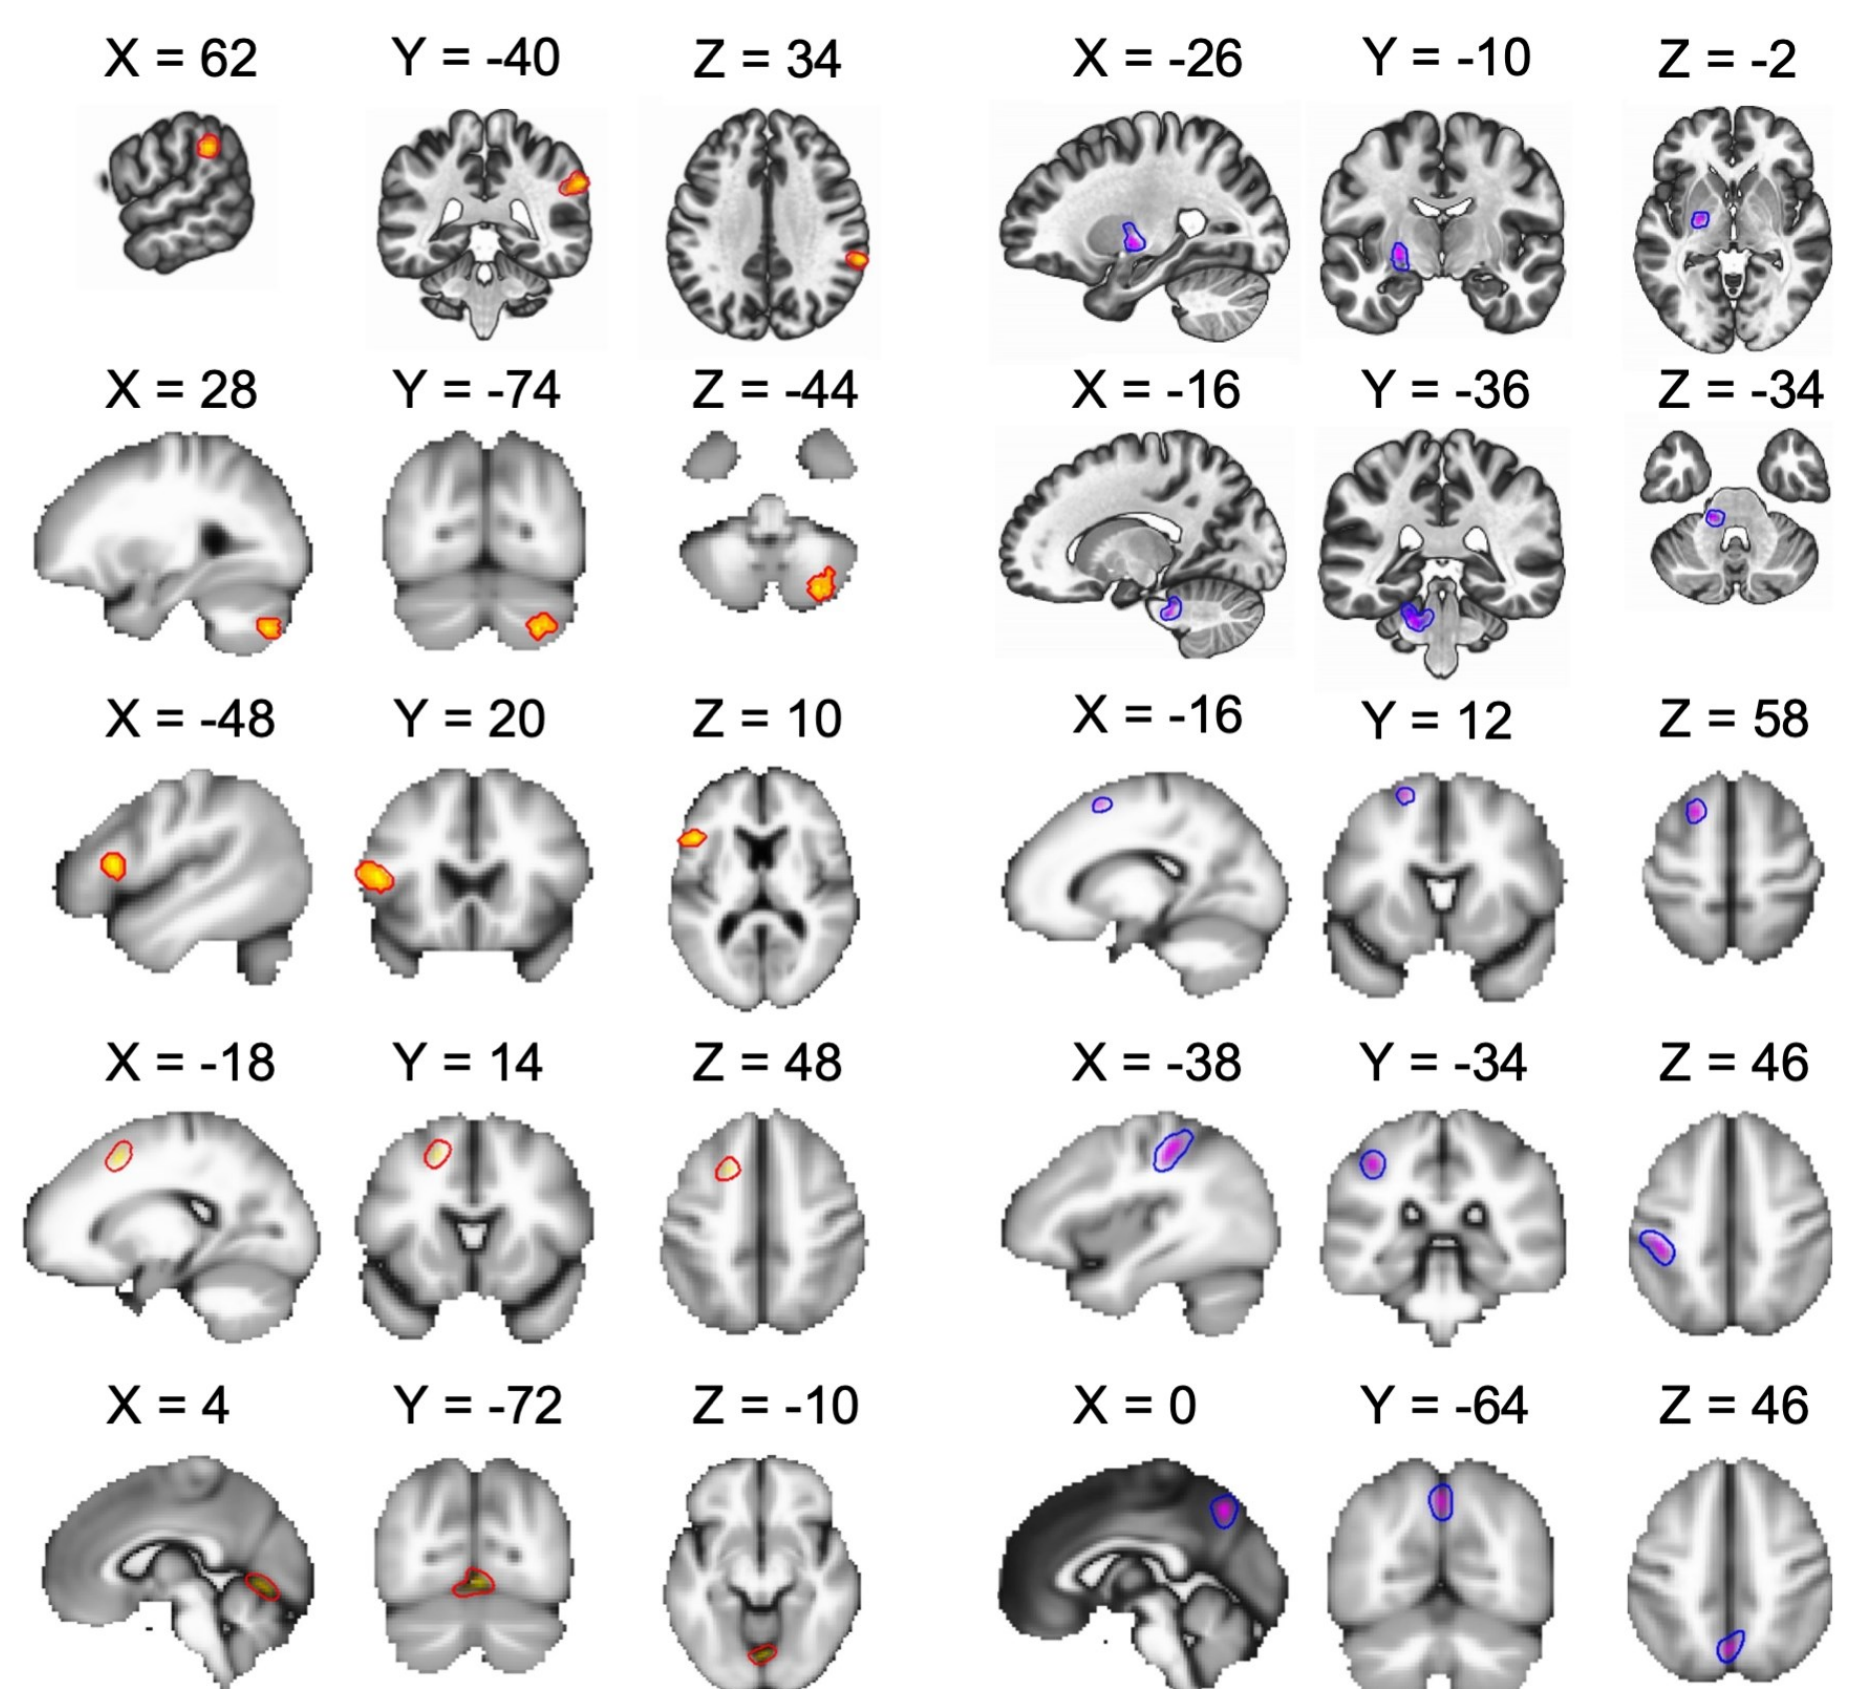 X = 62 Y = -40 Z = 34 X = -26 Y = -10 Z = -2
X = 28 Y = -74 Z = -44 X = -16 Y = -36 Z = -34
X = -48 Y = 20 Z = 10 X = -16 Y = 12 Z = 58
X = -18 Y = 14 Z = 48 X = -38 Y = -34 Z = 46
X = 4 Y = -72 Z = -10 X = 0 Y = -64 Z = 46